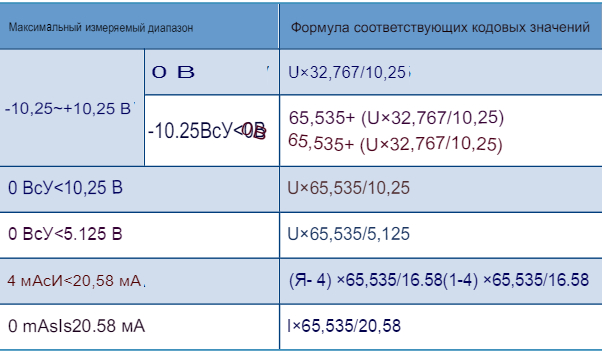 Максимальный измеряемый диапазон
Формула соответствующих кодовых значений
-10,25~+10,25 В
0 В
U×32,767/10,25
-10.25ВсУ<0В
65,535+ (U×32,767/10,25)
65,535+ (U×32,767/10,25)
0 ВсУ<10,25 В
U×65,535/10,25
0 ВсУ<5.125 В
U×65,535/5,125
4 мАсИ<20,58 мА
(Я- 4) ×65,535/16.58(1-4) ×65,535/16.58
0 mAsIs20.58 мА
I×65,535/20,58